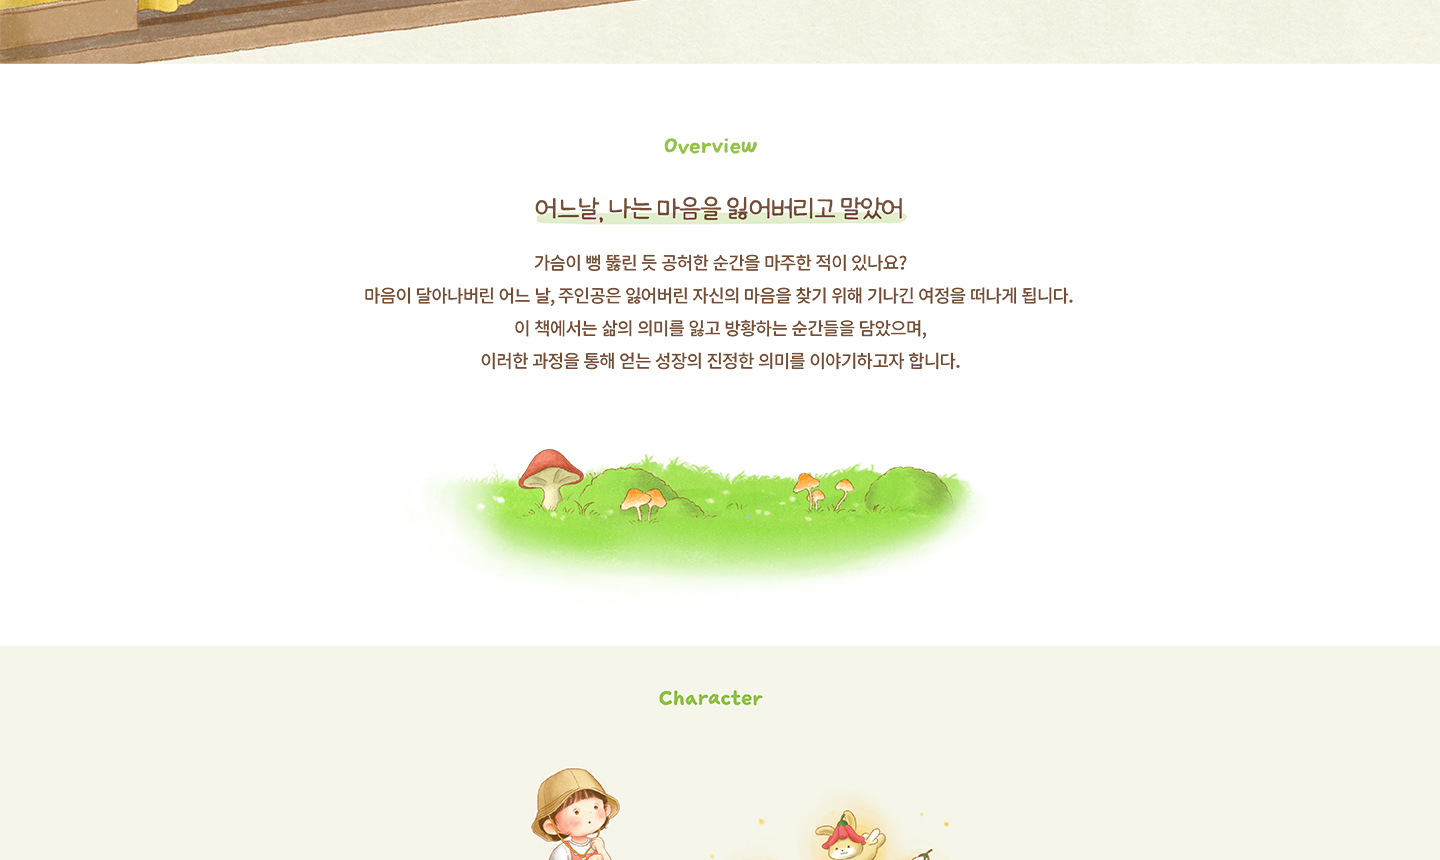 Overview
어느날, 나는 마음을 잃어버리고 말았어
가슴이 뻥 뚫린 듯 공허한 순간을 마주한 적이 있나요?
마음이 달아나버린 어느 날, 주인공은 잃어버린 자신의 마음을 찾기 위해 기나긴 여정을 떠나게 됩니다.
이 책에서는 삶의 의미를 잃고 방황하는 순간들을 담았으며,
이러한 과정을 통해 얻는 성장의 진정한 의미를 이야기하고자 합니다.
Character